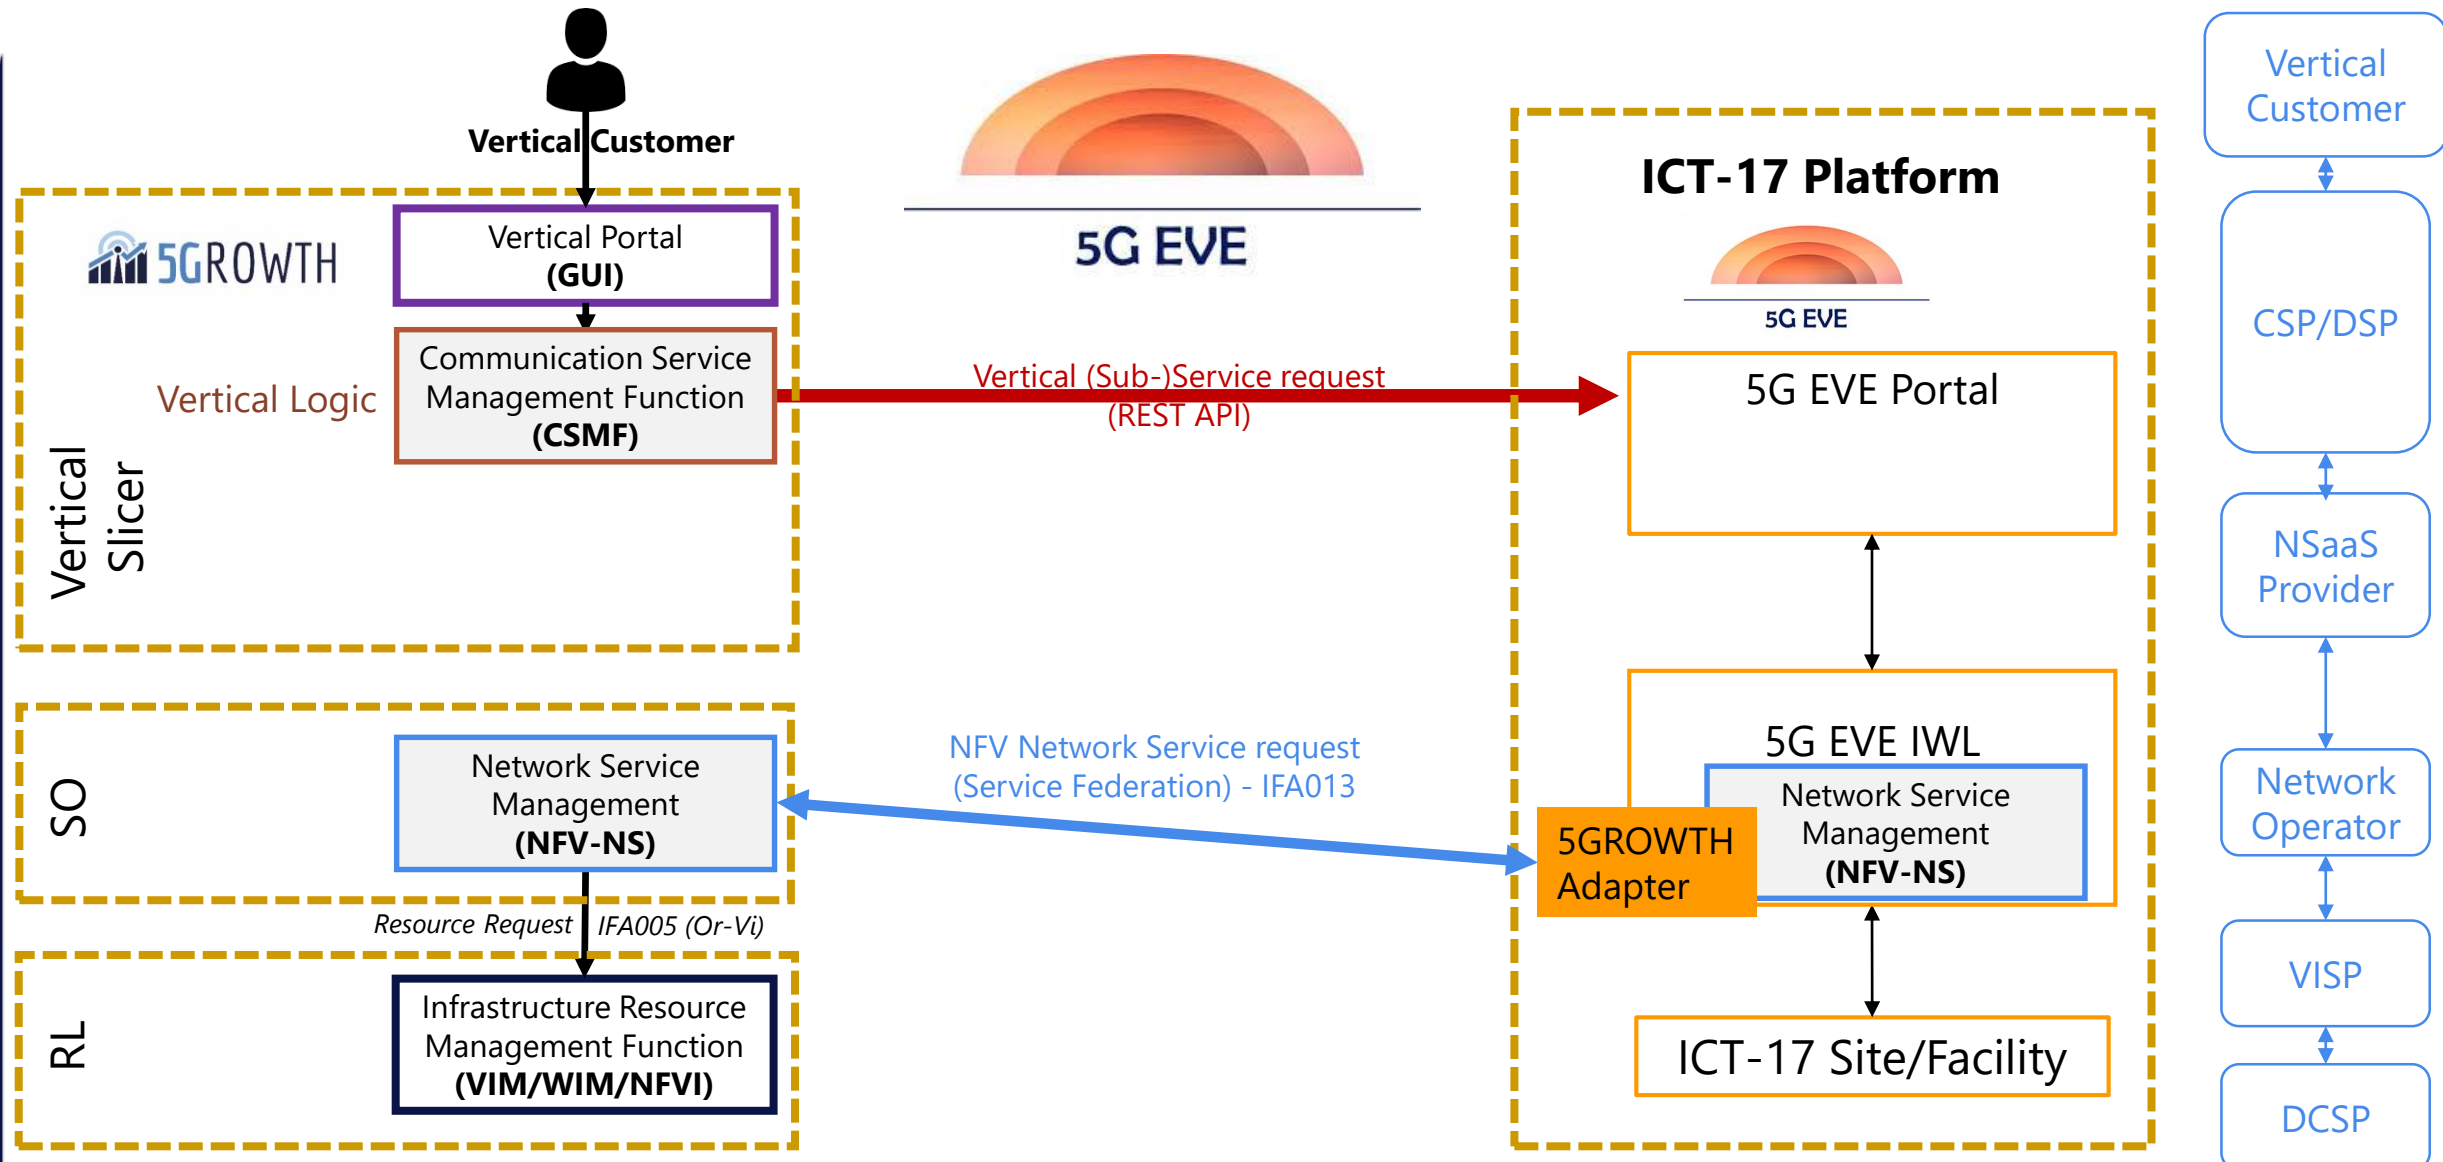 Vertical Customer
5GROWTH
Vertical Portal
(GUI)
Communication Service
Management Function
(CSMF)
Vertical Logic
Vertical
Slicer
SO
Network Service
Management
(NFV-NS)
Resource Request
IFA005 (Or-Vi)
RL
Infrastructure Resource
Management Function
(VIM/WIM/NFVI)
5G EVE
Vertical (Sub-)Service request
(REST API)
NFV Network Service request
(Service Federation) - IFA013
ICT-17 Platform
5G EVE
5G EVE Portal
5G EVE IWL
Network Service
Management
(NFV-NS)
5GROWTH
Adapter
ICT-17 Site/Facility
Vertical
Customer
CSP/DSP
NSaaS
Provider
Network
Operator
VISP
DCSP